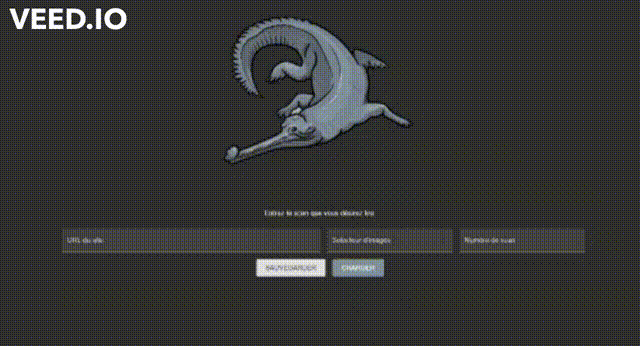 VEED.IO
Entrez le scan que vous désirez lire
URL du site
Sélecteur d'images
Numéro de scan
SAUVEGARDER
CHARGER